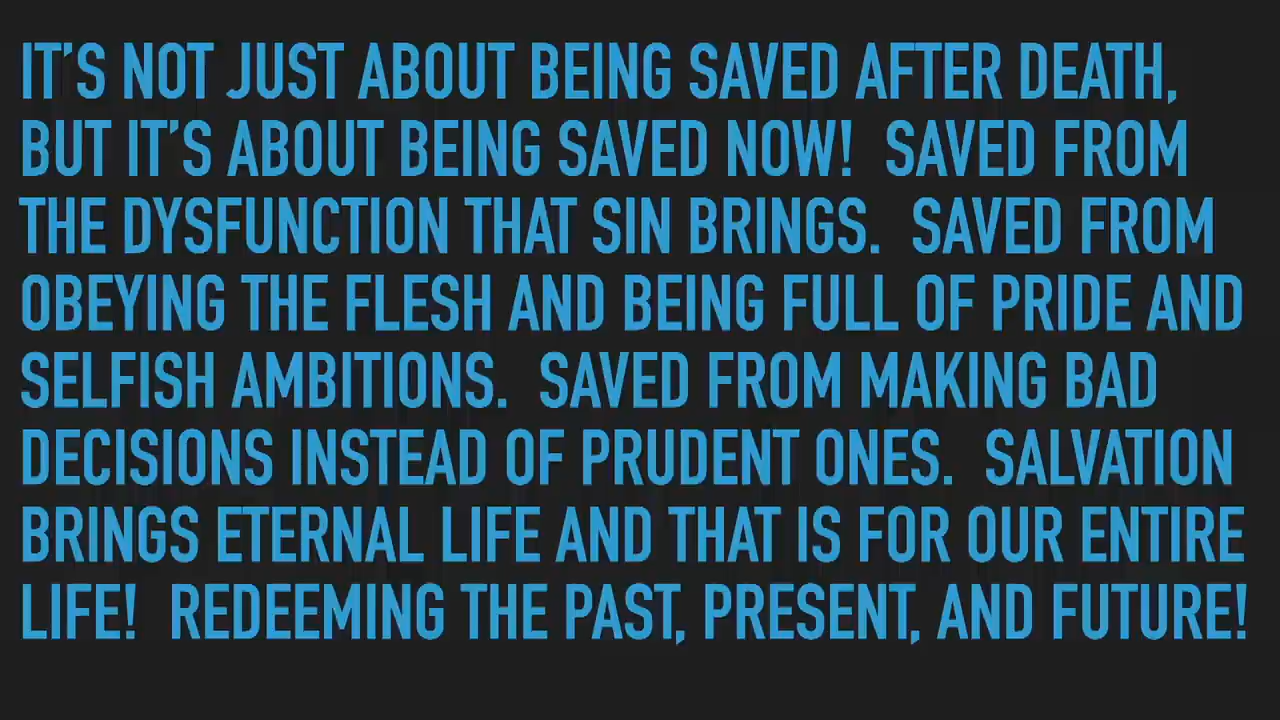 IT’S NOT JUST ABOUT BEING SAVED AFTER DEATH,
BUT IT’S ABOUT BEING SAVED NOW!  SAVED FROM
THE DYSFUNCTION THAT SIN BRINGS.  SAVED FROM
OBEYING THE FLESH AND BEING FULL OF PRIDE AND
SELFISH AMBITIONS.  SAVED FROM MAKING BAD
DECISIONS INSTEAD OF PRUDENT ONES.  SALVATION
BRINGS ETERNAL LIFE AND THAT IS FOR OUR ENTIRE
LIFE!  REDEEMING THE PAST, PRESENT, AND FUTURE!